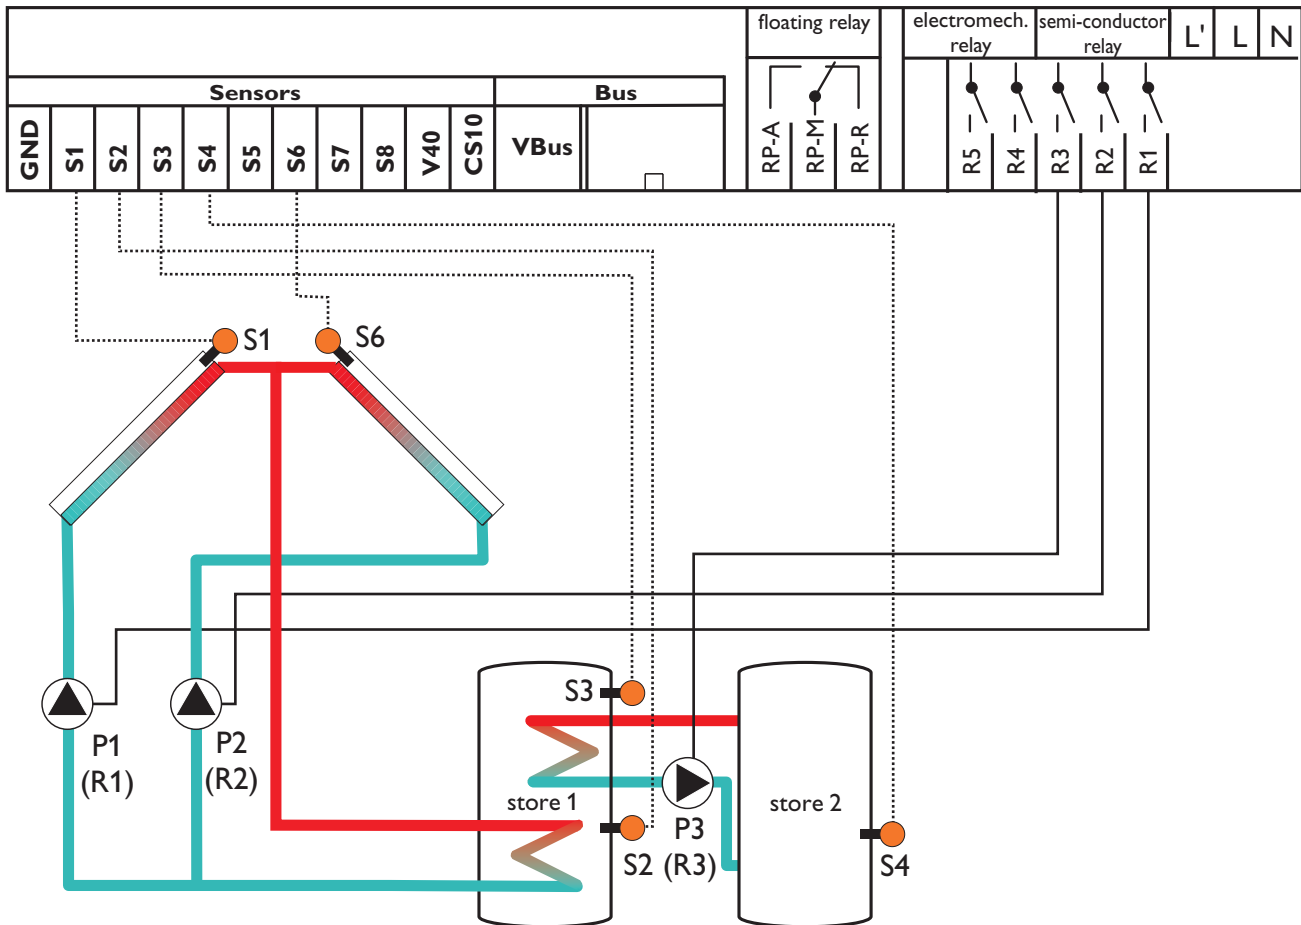 floating relay
electromech.
relay
semi-conductor
relay
L'
L
N
Sensors
Bus
GND
S1
S2
S3
S4
S5
S6
S7
S8
V40
CS10
VBus
RP-A
RP-M
RP-R
R5
R4
R3
R2
R1
S1
S6
S3
P1
(R1)
P2
(R2)
store 1
store 2
P3
(R3)
S2
S4